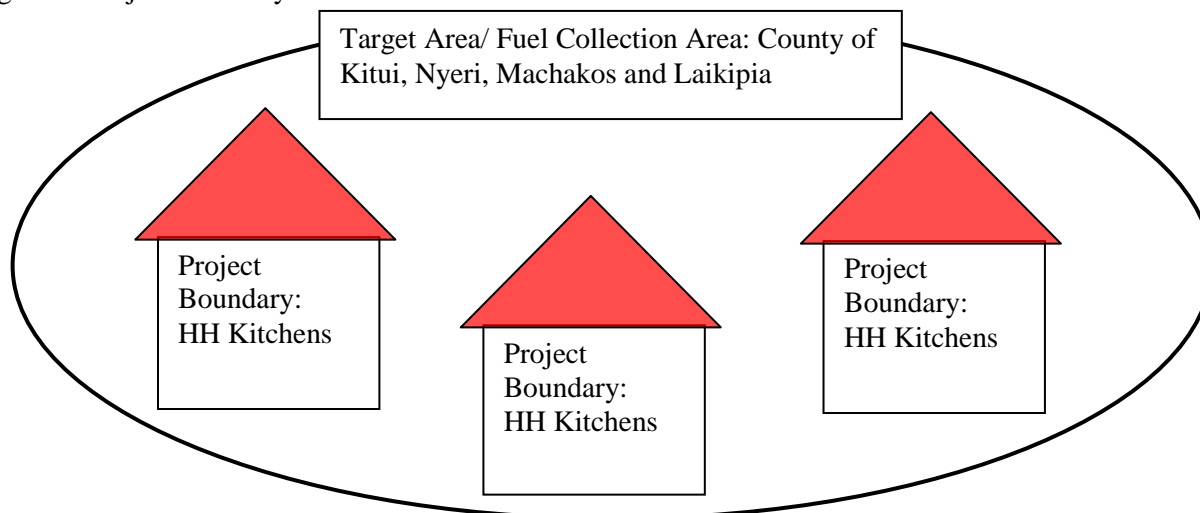 Target Area/ Fuel Collection Area: County of
Kitui, Nyeri, Machakos and Laikipia
Project
Boundary:
HH Kitchens
Project
Boundary:
HH Kitchens
Project
Boundary:
HH Kitchens